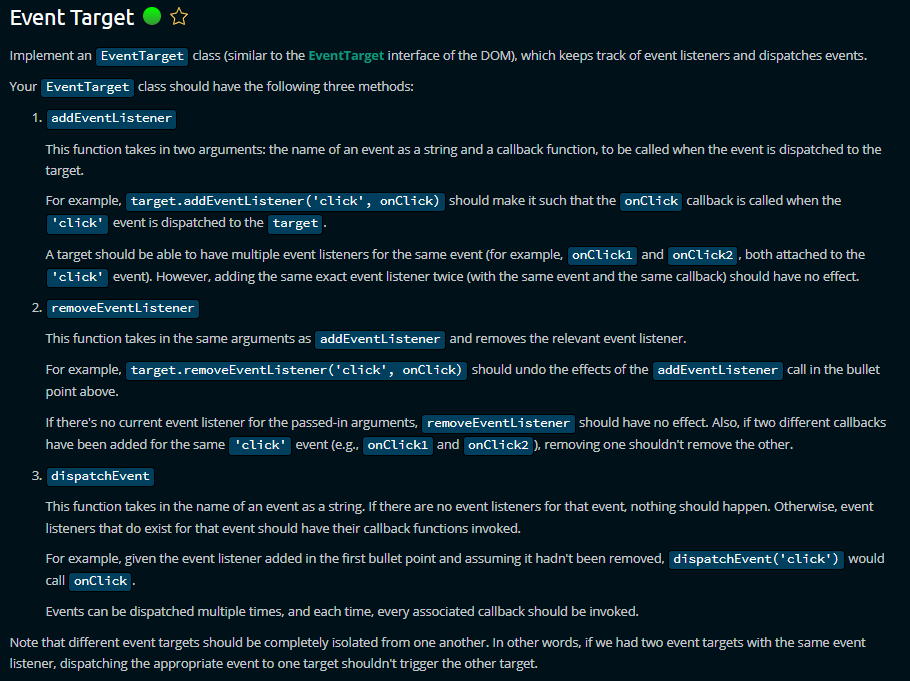 Event Target
Implement an EventTarget class (similar to the EventTarget interface of the DOM), which keeps track of event listeners and dispatches events.
Your EventTarget class should have the following three methods:
1. addEventListener
This function takes in two arguments: the name of an event as a string and a callback function, to be called when the event is dispatched to the
target.
For example, target.addEventListener('click', onClick) should make it such that the onClick callback is called when the
'click' event is dispatched to the target.
A target should be able to have multiple event listeners for the same event (for example, onClick1 and onClick2, both attached to the
'click' event). However, adding the same exact event listener twice (with the same event and the same callback) should have no effect.
2. removeEventListener
This function takes in the same arguments as addEventListener and removes the relevant event listener.
For example, target.removeEventListener('click', onClick) should undo the effects of the addEventListener call in the bullet
point above.
If there's no current event listener for the passed-in arguments, removeEventListener should have no effect. Also, if two different callbacks
have been added for the same 'click' event (e.g., onClick1 and onClick2), removing one shouldn't remove the other.
3. dispatchEvent
This function takes in the name of an event as a string. If there are no event listeners for that event, nothing should happen. Otherwise, event
listeners that do exist for that event should have their callback functions invoked.
For example, given the event listener added in the first bullet point and assuming it hadn't been removed, dispatchEvent('click') would
call onClick.
Events can be dispatched multiple times, and each time, every associated callback should be invoked.
Note that different event targets should be completely isolated from one another. In other words, if we had two event targets with the same event
listener, dispatching the appropriate event to one target shouldn't trigger the other target.